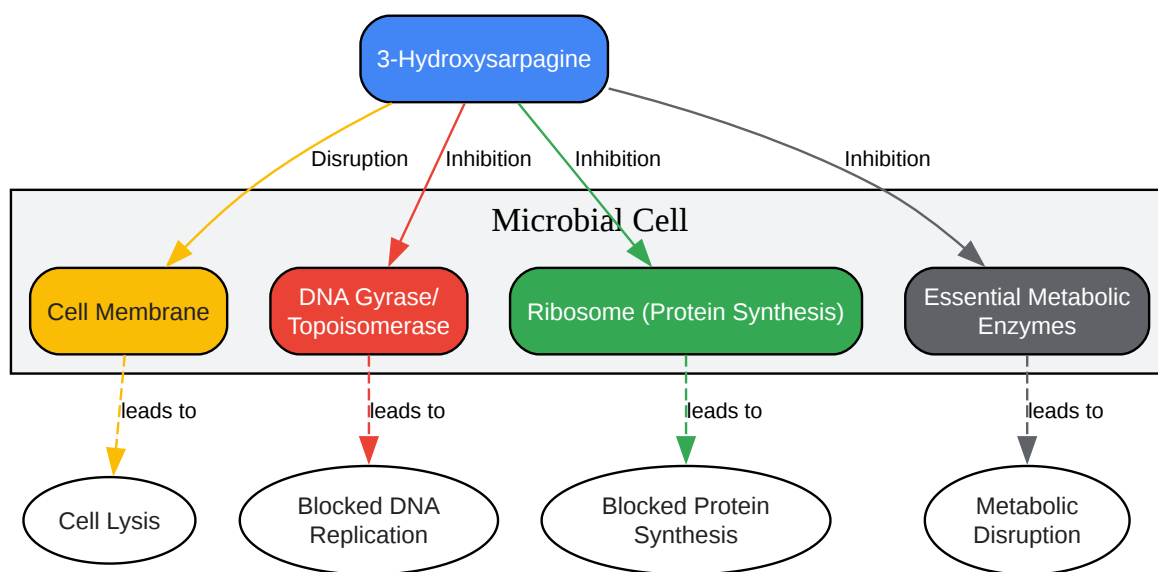 3-Hydroxysarpagine
Disruption
Inhibition
Inhibition
Inhibition
Microbial Cell
Cell Membrane
DNA Gyrase/
Topoisomerase
Ribosome (Protein Synthesis)
Essential Metabolic
Enzymes
leads to
leads to
leads to
leads to
Cell Lysis
Blocked DNA
Replication
Blocked Protein
Synthesis
Metabolic
Disruption